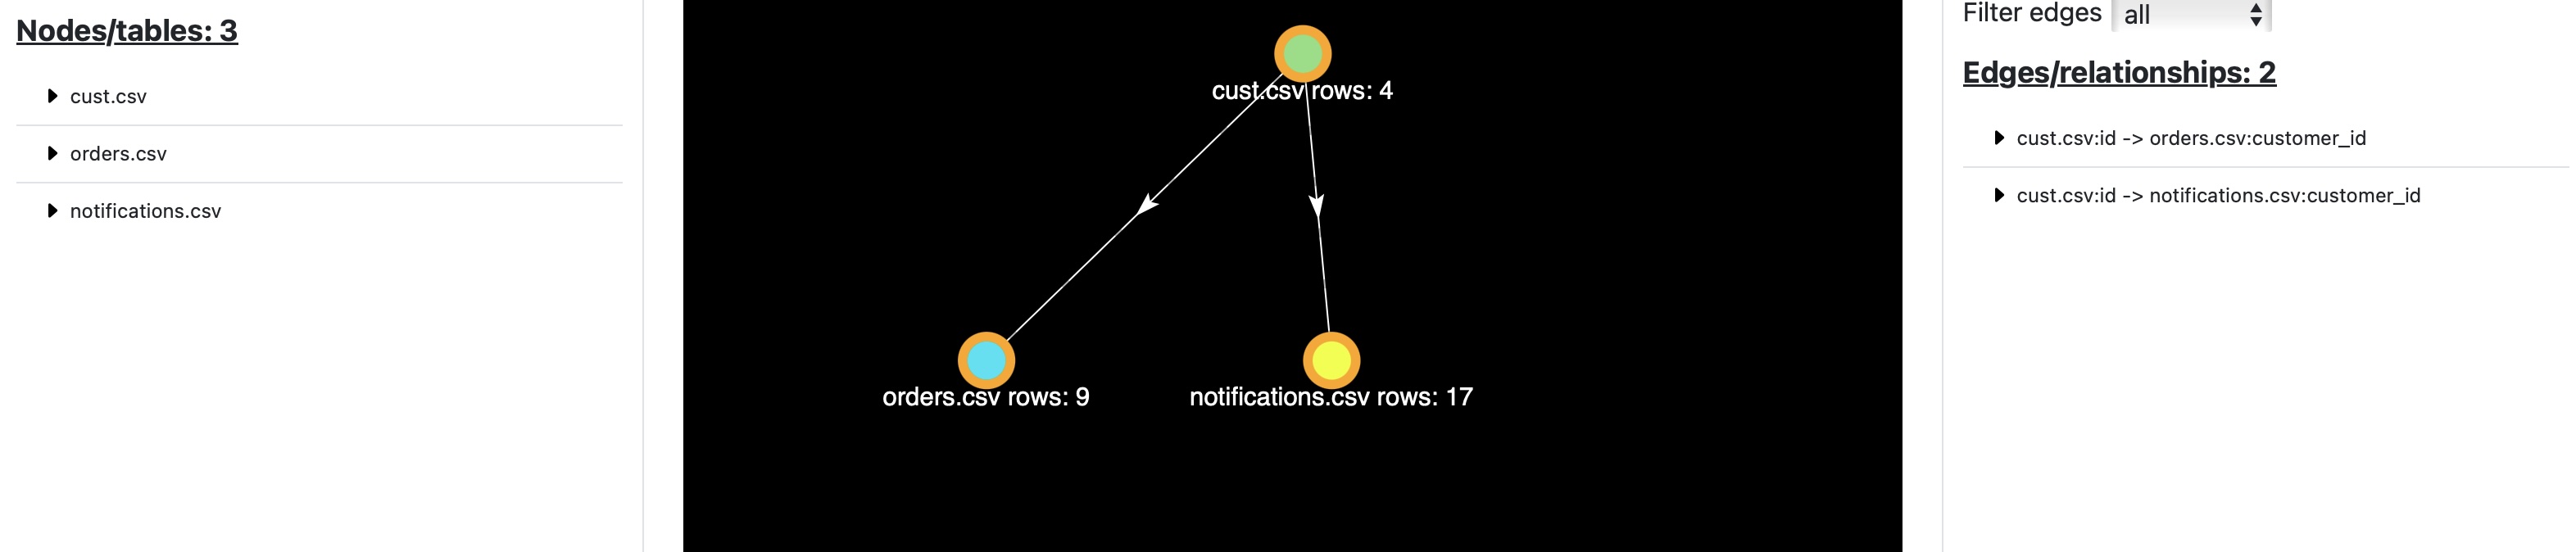 Nodes/tables: 3
cust.csv
orders.csv
notifications.csv
cust.csv rows: 4
orders.csv rows: 9
notifications.csv rows: 17
Filter edges all
Edges/relationships: 2
cust.csv:id -> orders.csv:customer_id
cust.csv:id -> notifications.csv:customer_id